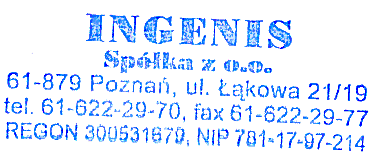 INGENIS
Spółka z o.o.
61-879 Poznań, ul. Łąkowa 21/19
tel. 61-622-29-70, fax 61-622-29-77
REGON 300531679, NIP 781-17-97-214